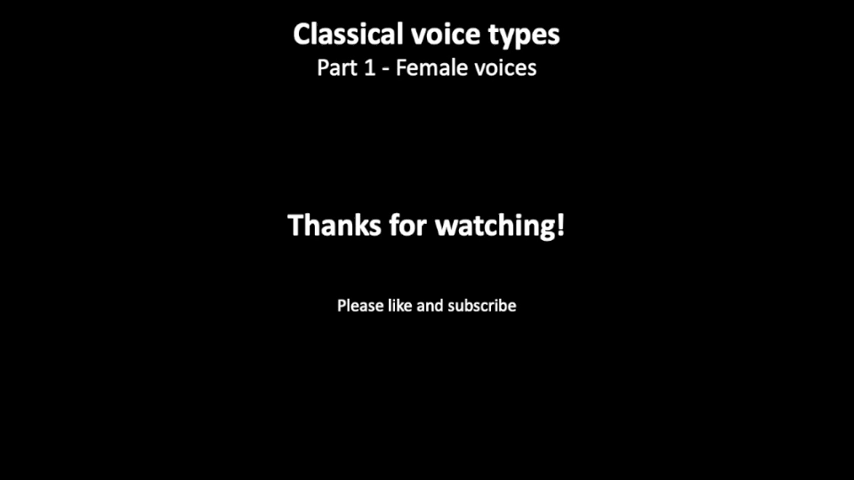 Classical voice types
Part 1 - Female voices
Thanks for watching!
Please like and subscribe